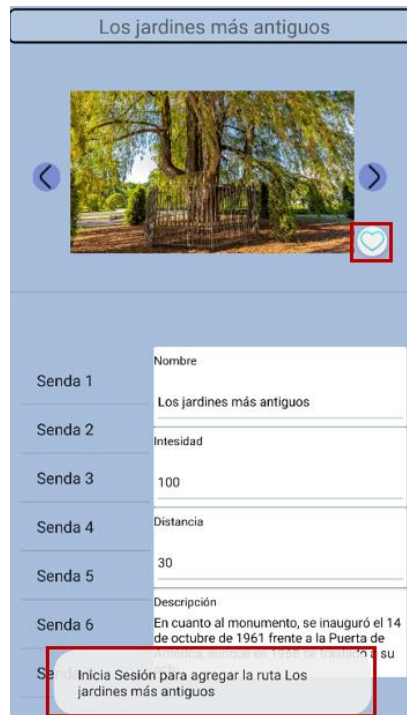 Los jardines más antiguos
Senda 1
Senda 2
Senda 3
Senda 4
Senda 5
Senda 6
Nombre
Los jardines más antiguos
Intesidad
100
Distancia
30
Descripción
En cuanto al monumento, se inauguró el 14
de octubre de 1961 frente a la Puerta de
América, aunque en 1968 se trasladó a su
Inicia Sesión para agregar la ruta Los
jardines más antiguos